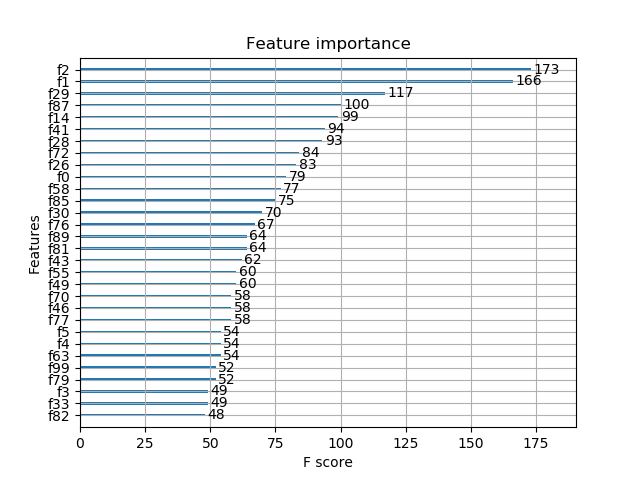 Feature importance
f2 173
f1 166
f29 117
f87 100
f14 99
f41 94
f28 93
f72 84
f26 83
f0 79
f58 77
f85 75
f30 70
f76 67
f89 64
f81 64
f43 62
f55 60
f49 60
f70 58
f46 58
f77 58
f5 54
f4 54
f63 54
f99 52
f79 52
f3 49
f33 49
f82 48
Features
0 25 50 75 100 125 150 175
F score